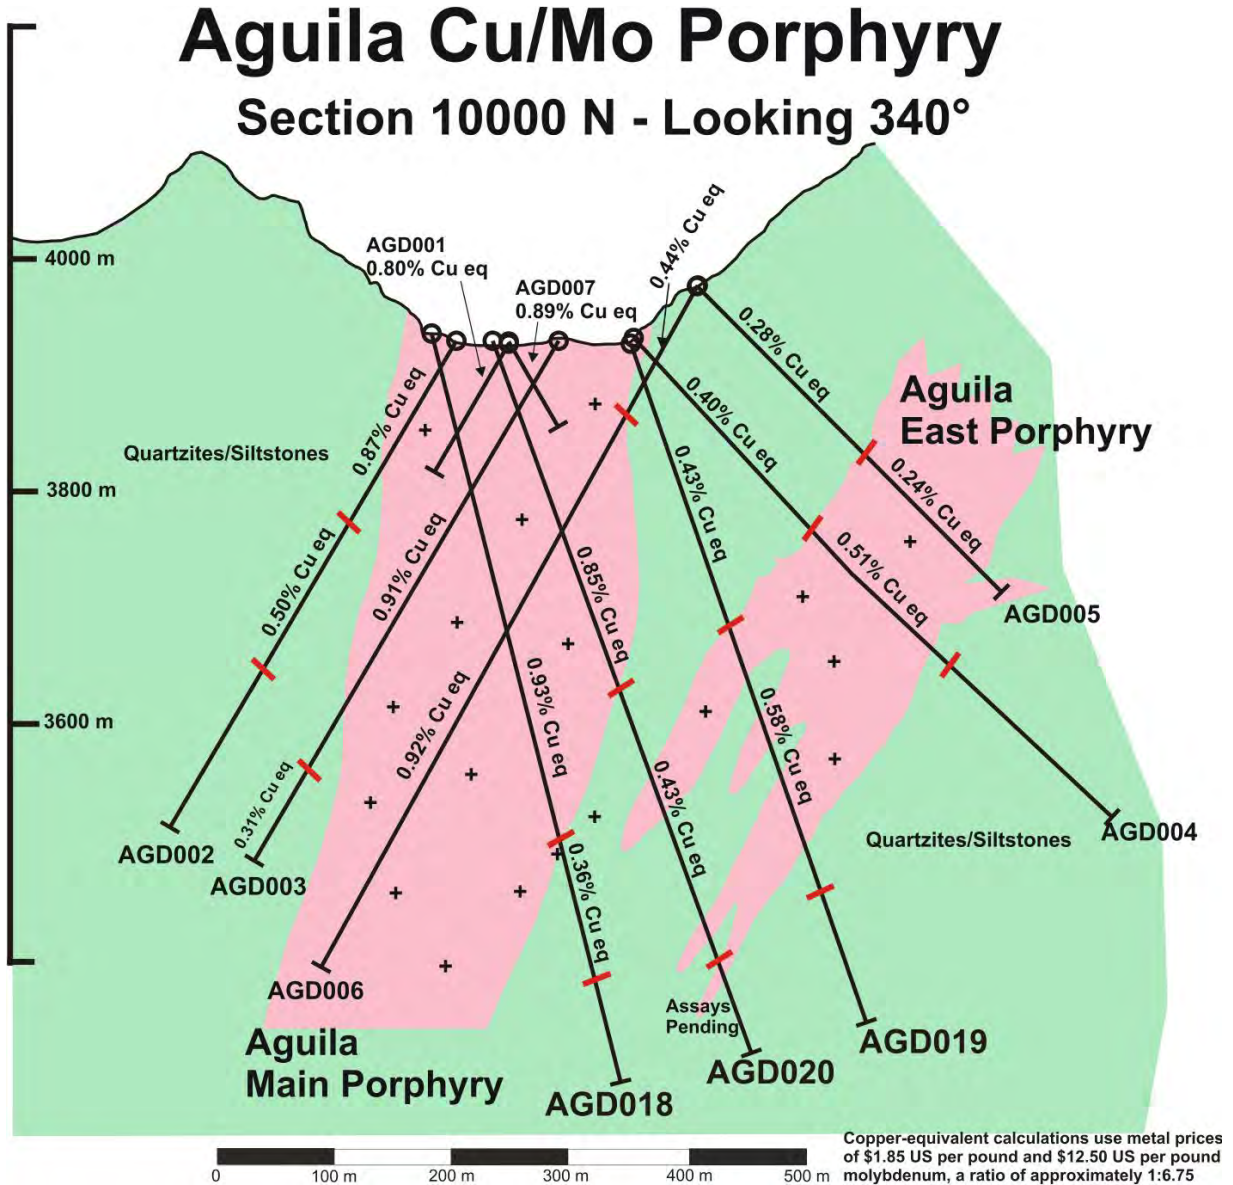 Aguila Cu/Mo Porphyry
Section 10000 N - Looking 340°
4000 m
3800 m
3600 m
AGD001
0.80% Cu eq
AGD007
0.89% Cu eq
0.44% Cu eq
0.28% Cu eq
Aguila
East Porphyry
0.87% Cu eq
0.40% Cu eq
Quartzites/Siltstones
0.43% Cu eq
0.24% Cu eq
0.50% Cu eq
0.91% Cu eq
0.85% Cu eq
0.51% Cu eq
AGD005
0.92% Cu eq
0.93% Cu eq
0.58% Cu eq
0.31% Cu eq
0.43% Cu eq
Quartzites/Siltstones
AGD004
AGD002
AGD003
0.36% Cu eq
AGD006
Assays
Pending
Aguila
Main Porphyry
AGD019
AGD020
AGD018
0
100 m
200 m
300 m
400 m
500 m
Copper-equivalent calculations use metal prices
of $1.85 US per pound and $12.50 US per pound
molybdenum, a ratio of approximately 1:6.75